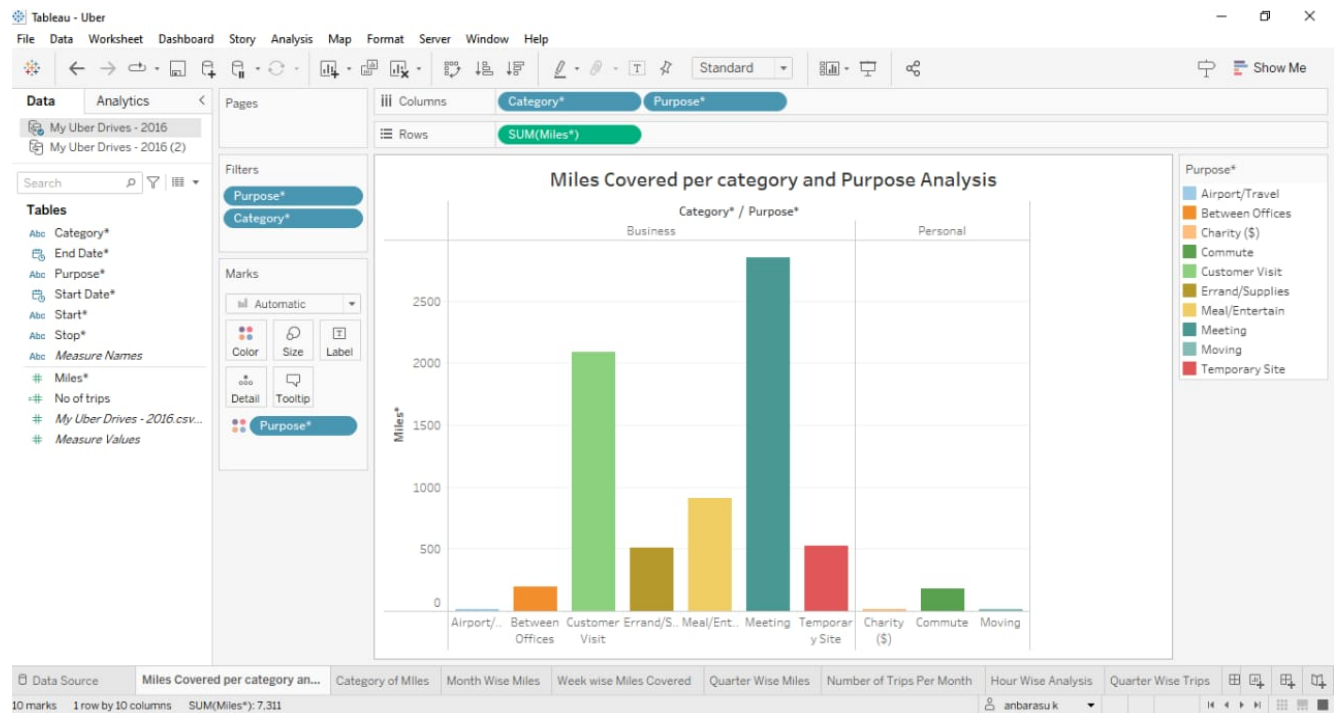 Tableau - Uber
File Data Worksheet Dashboard Story Analysis Map Format Server Window Help
Standard
Show Me
Data Analytics
My Uber Drives - 2016
My Uber Drives - 2016 (2)
Search
Tables
Abc Category*
End Date*
Abc Purpose*
Start Date*
Abc Start*
Abc Stop*
Abc Measure Names
# Miles*
=# No of trips
# My Uber Drives - 2016.csv...
# Measure Values
Pages
Filters
Purpose*
Category*
Marks
Automatic
Color Size Label
Detail Tooltip
Purpose*
Columns Category* Purpose*
Rows SUM(Miles*)
Miles Covered per category and Purpose Analysis
Category* / Purpose*
Business Personal
Miles*
2500
2000
1500
1000
500
0
Airport/.. Between Offices Customer Visit Errand/S.. Meal/Ent.. Meeting Temporary Site Charity ($) Commute Moving
Purpose*
Airport/Travel
Between Offices
Charity ($)
Commute
Customer Visit
Errand/Supplies
Meal/Entertain
Meeting
Moving
Temporary Site
Data Source Miles Covered per category an... Category of MIles Month Wise Miles Week wise Miles Covered Quarter Wise Miles Number of Trips Per Month Hour Wise Analysis Quarter Wise Trips
10 marks 1 row by 10 columns SUM(Miles*): 7,311 anbarasu k